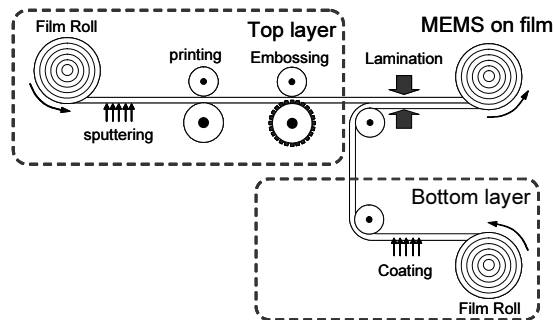 Film Roll
Top layer
MEMS on film
printing
Embossing
Lamination
sputtering
Bottom layer
Coating
Film Roll